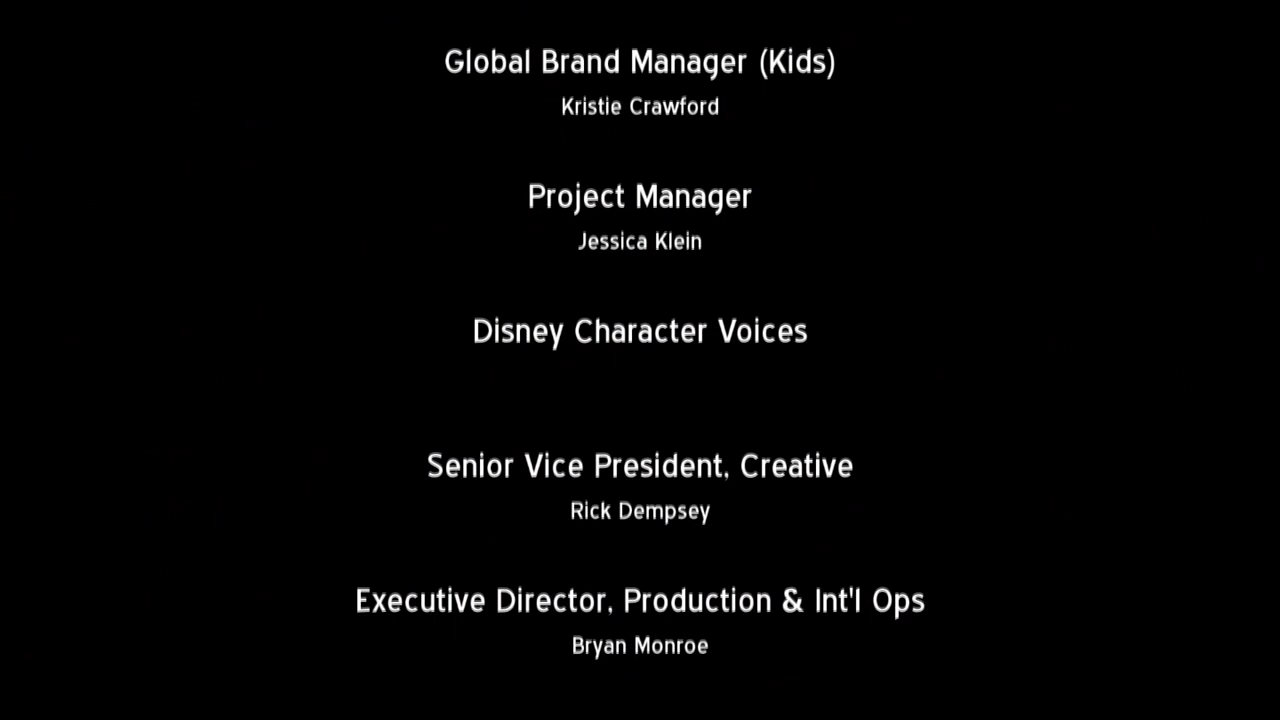 Global Brand Manager (Kids)
Kristie Crawford
Project Manager
Jessica Klein
Disney Character Voices
Senior Vice President, Creative
Rick Dempsey
Executive Director, Production & Int'l Ops
Bryan Monroe